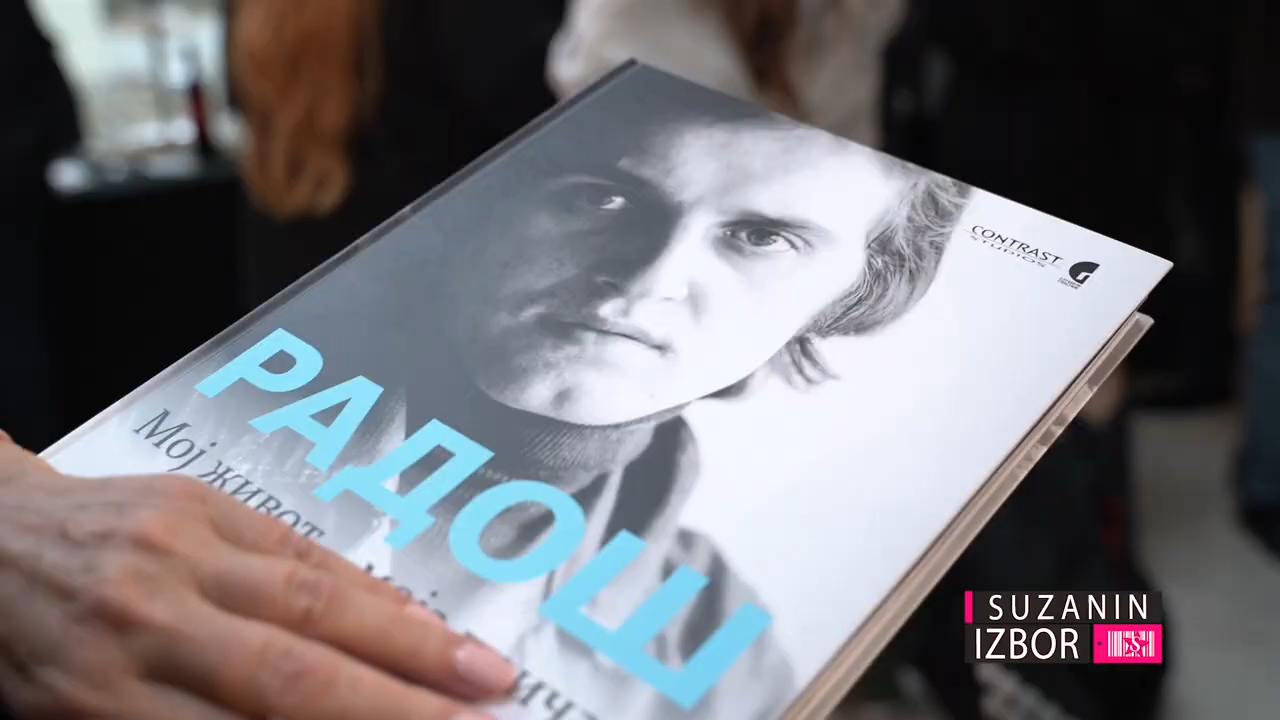 CONTRAST
STUDIOS
РАДОШ
Мој живот
SUZANIN
IZBOR